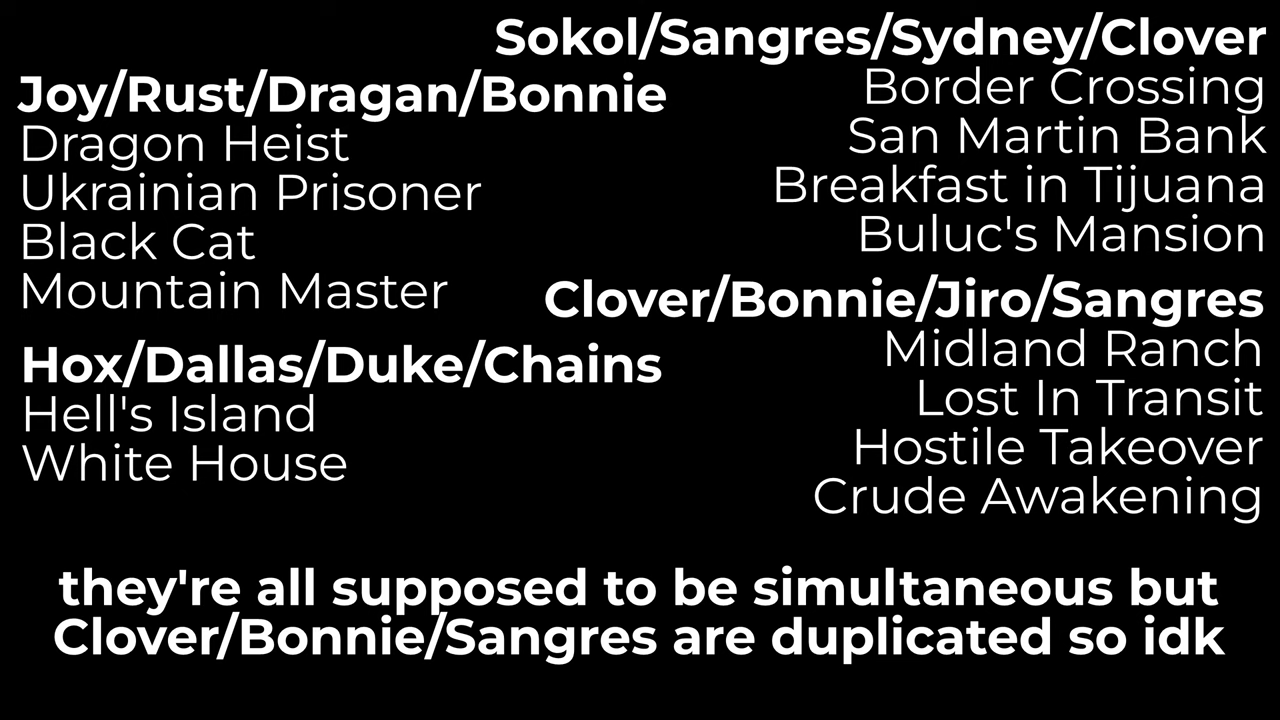 Joy/Rust/Dragan/Bonnie
Dragon Heist
Ukrainian Prisoner
Black Cat
Mountain Master
Hox/Dallas/Duke/Chains
Hell's Island
White House
Sokol/Sangres/Sydney/Clover
Border Crossing
San Martin Bank
Breakfast in Tijuana
Buluc's Mansion
Clover/Bonnie/Jiro/Sangres
Midland Ranch
Lost In Transit
Hostile Takeover
Crude Awakening
they're all supposed to be simultaneous but
Clover/Bonnie/Sangres are duplicated so idk